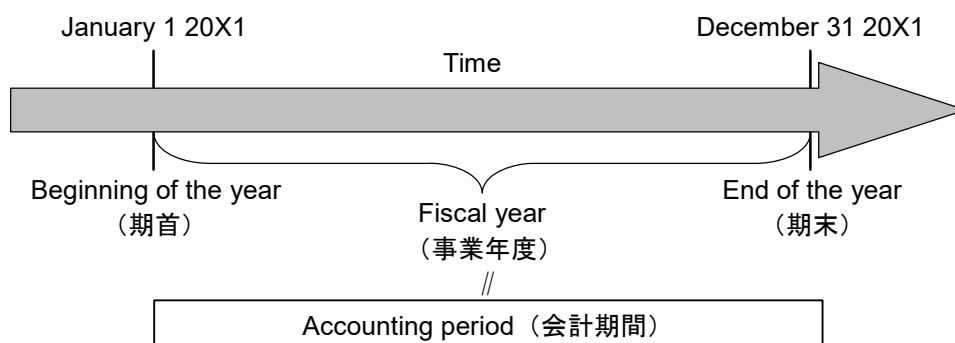 January 1 20X1
December 31 20X1
Time
Beginning of the year
（期首）
Fiscal year
（事業年度）
End of the year
（期末）
//
Accounting period（会計期間）